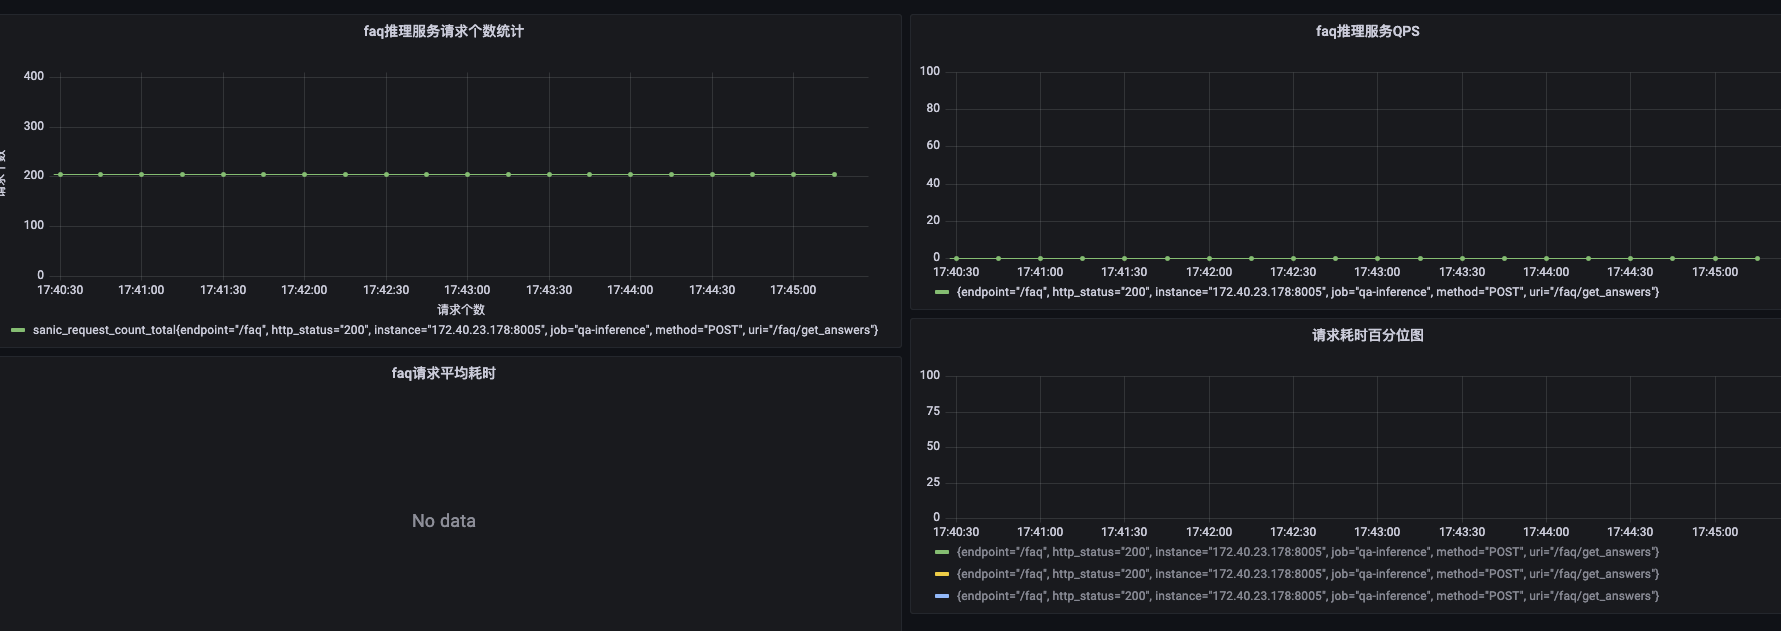 faq推理服务请求个数统计
400
300
200
100
0
请求个数
17:40:30 17:41:00 17:41:30 17:42:00 17:42:30 17:43:00 17:43:30 17:44:00 17:44:30 17:45:00
请求个数
sanic_request_count_total{endpoint="/faq", http_status="200", instance="172.40.23.178:8005", job="qa-inference", method="POST", uri="/faq/get_answers"}
faq推理服务QPS
100
80
60
40
20
0
17:40:30 17:41:00 17:41:30 17:42:00 17:42:30 17:43:00 17:43:30 17:44:00 17:44:30 17:45:00
{endpoint="/faq", http_status="200", instance="172.40.23.178:8005", job="qa-inference", method="POST", uri="/faq/get_answers"}
faq请求平均耗时
No data
请求耗时百分位图
100
75
50
25
0
17:40:30 17:41:00 17:41:30 17:42:00 17:42:30 17:43:00 17:43:30 17:44:00 17:44:30 17:45:00
{endpoint="/faq", http_status="200", instance="172.40.23.178:8005", job="qa-inference", method="POST", uri="/faq/get_answers"}
{endpoint="/faq", http_status="200", instance="172.40.23.178:8005", job="qa-inference", method="POST", uri="/faq/get_answers"}
{endpoint="/faq", http_status="200", instance="172.40.23.178:8005", job="qa-inference", method="POST", uri="/faq/get_answers"}